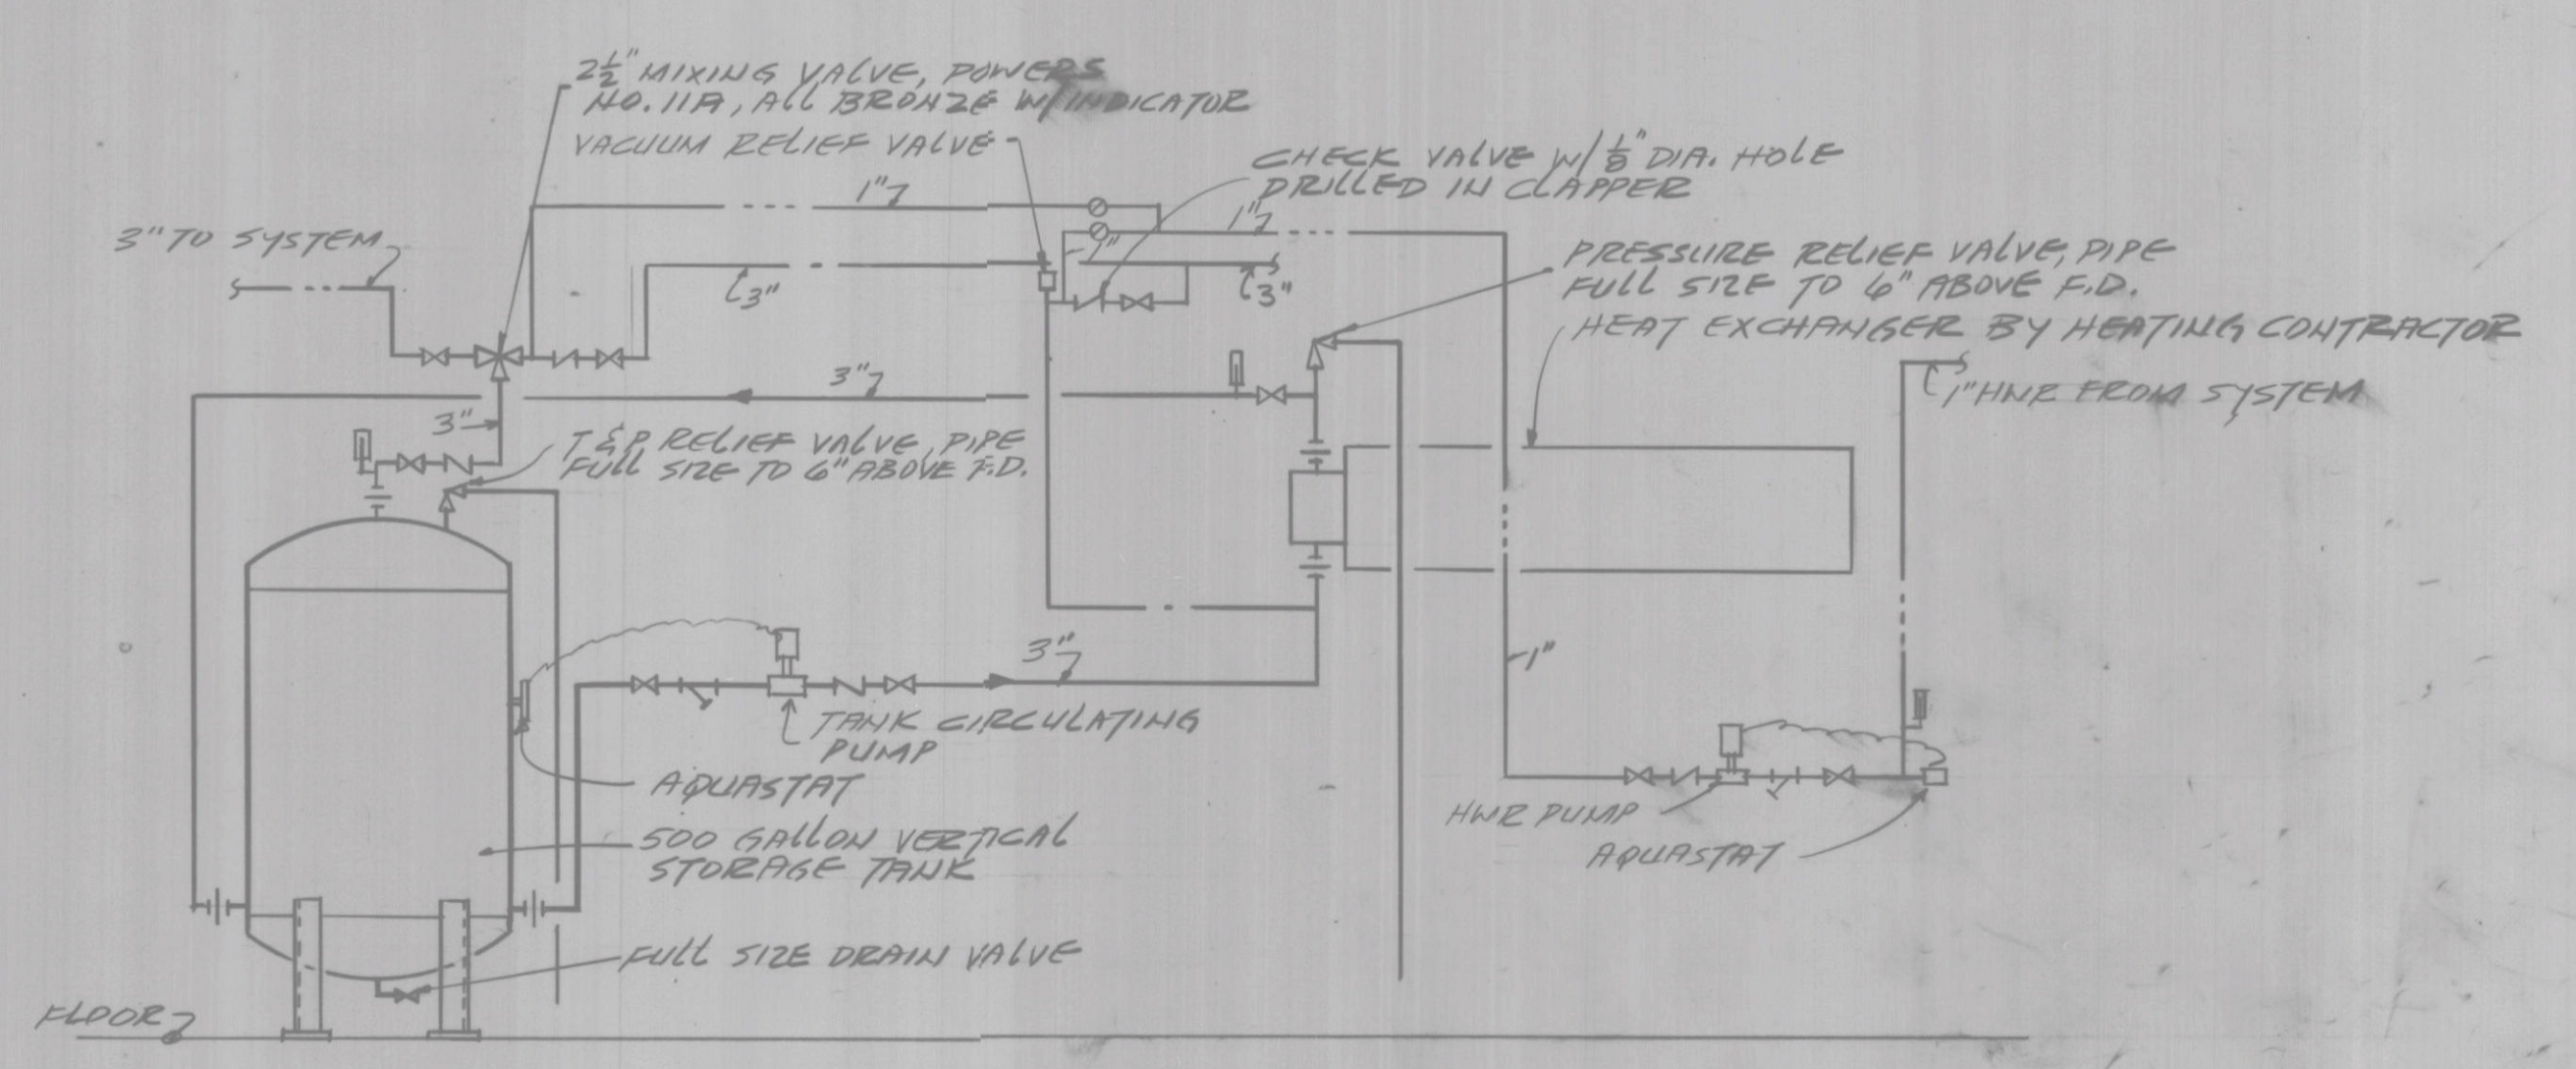 2½" MIXING VALVE, POWERS
NO. 11A, ALL BRONZE W/INDICATOR
VACUUM RELIEF VALVE
CHECK VALVE W/ ⅛" DIA. HOLE
DRILLED IN CLAPPER
1"
1"
3" TO SYSTEM
1"
PRESSURE RELIEF VALVE, PIPE
FULL SIZE TO 6" ABOVE F.D.
3"
3"
HEAT EXCHANGER BY HEATING CONTRACTOR
3"
1" HWR FROM SYSTEM
3"
T&P RELIEF VALVE, PIPE
FULL SIZE TO 6" ABOVE F.D.
3"
1"
TANK CIRCULATING
PUMP
AQUASTAT
HWR PUMP
AQUASTAT
500 GALLON VERTICAL
STORAGE TANK
FULL SIZE DRAIN VALVE
FLOOR